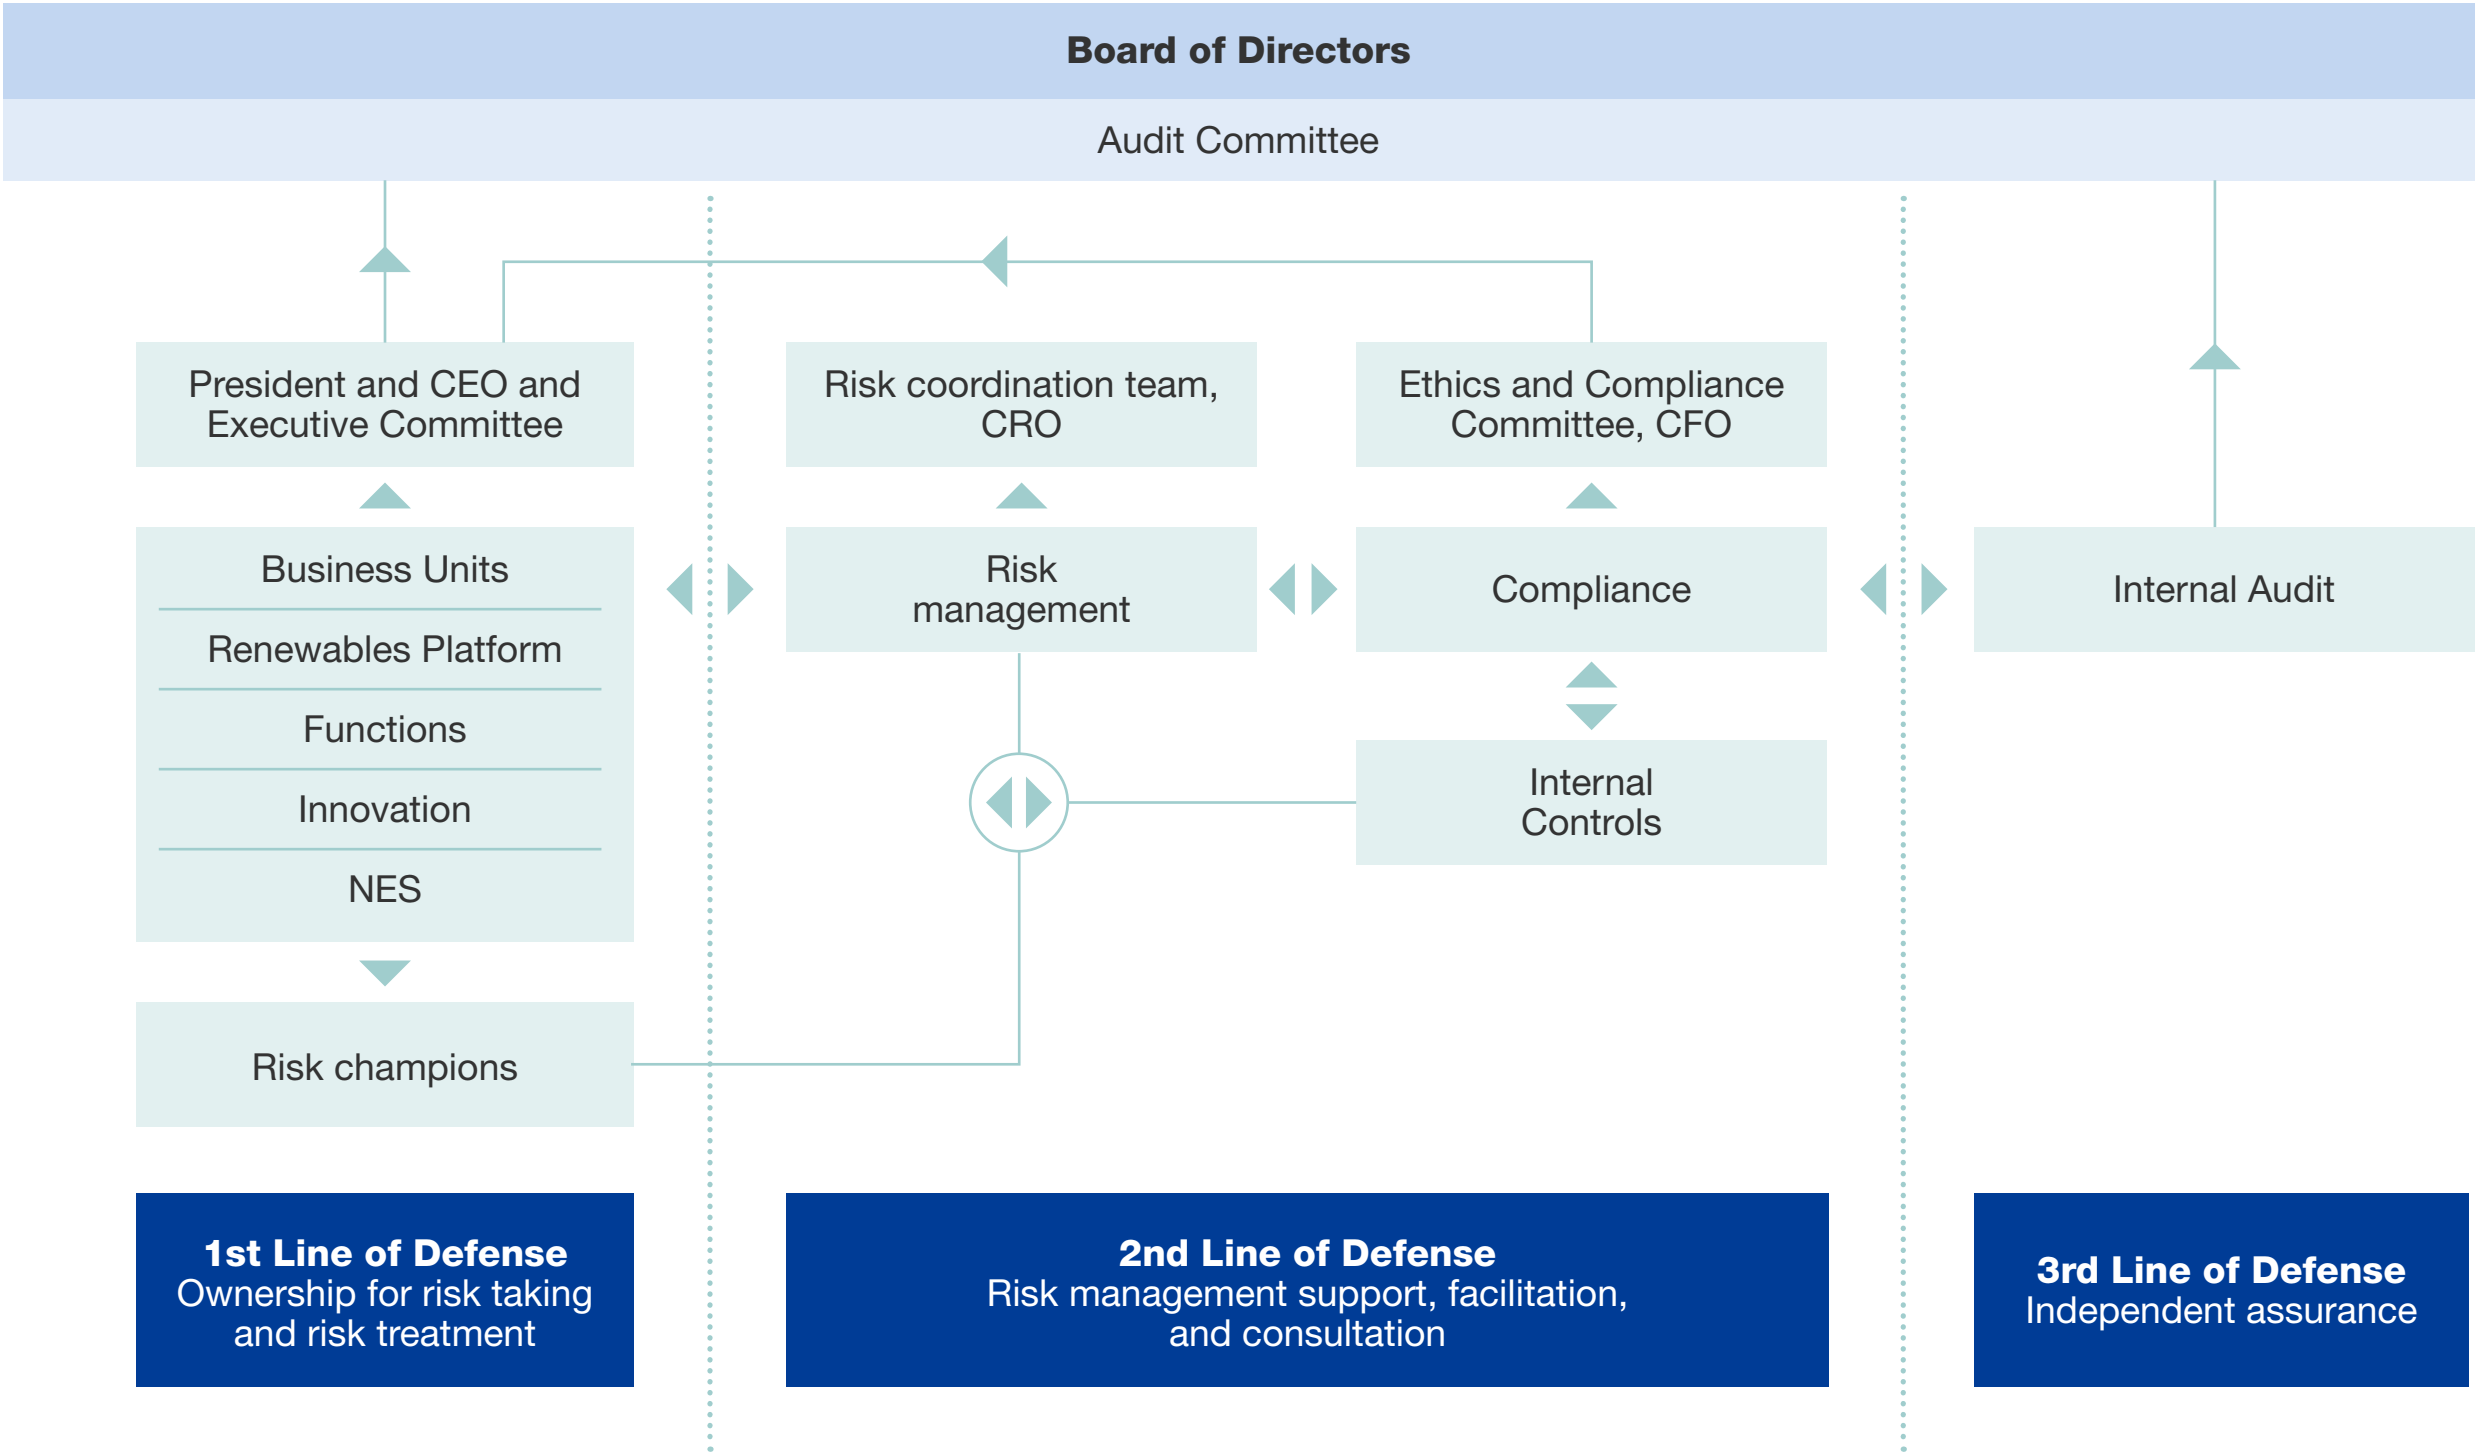 Board of Directors
Audit Committee
President and CEO and
Executive Committee
Risk coordination team,
CRO
Ethics and Compliance
Committee, CFO
Business Units
Renewables Platform
Functions
Innovation
NES
Risk
management
Compliance
Internal Audit
Internal
Controls
Risk champions
1st Line of Defense
Ownership for risk taking
and risk treatment
2nd Line of Defense
Risk management support, facilitation,
and consultation
3rd Line of Defense
Independent assurance